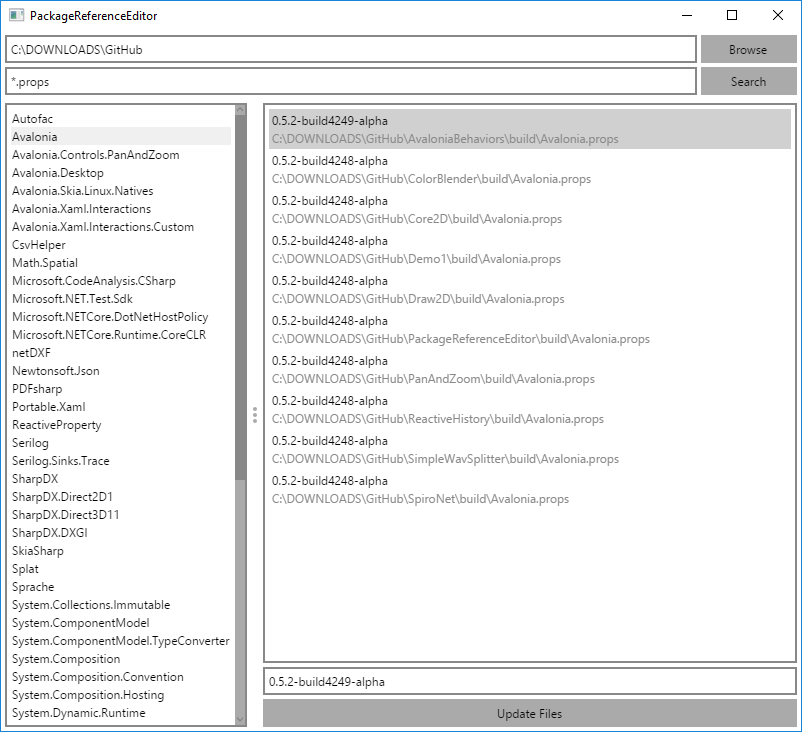 PackageReferenceEditor
C:\DOWNLOADS\GitHub
Browse
*.props
Search
Autofac
Avalonia
Avalonia.Controls.PanAndZoom
Avalonia.Desktop
Avalonia.Skia.Linux.Natives
Avalonia.Xaml.Interactions
Avalonia.Xaml.Interactions.Custom
CsvHelper
Math.Spatial
Microsoft.CodeAnalysis.CSharp
Microsoft.NET.Test.Sdk
Microsoft.NETCore.DotNetHostPolicy
Microsoft.NETCore.Runtime.CoreCLR
netDXF
Newtonsoft.Json
PDFsharp
Portable.Xaml
ReactiveProperty
Serilog
Serilog.Sinks.Trace
SharpDX
SharpDX.Direct2D1
SharpDX.Direct3D11
SharpDX.DXGI
SkiaSharp
Splat
Sprache
System.Collections.Immutable
System.ComponentModel
System.ComponentModel.TypeConverter
System.Composition
System.Composition.Convention
System.Composition.Hosting
System.Dynamic.Runtime
0.5.2-build4249-alpha
C:\DOWNLOADS\GitHub\AvaloniaBehaviors\build\Avalonia.props
0.5.2-build4248-alpha
C:\DOWNLOADS\GitHub\ColorBlender\build\Avalonia.props
0.5.2-build4248-alpha
C:\DOWNLOADS\GitHub\Core2D\build\Avalonia.props
0.5.2-build4248-alpha
C:\DOWNLOADS\GitHub\Demo1\build\Avalonia.props
0.5.2-build4248-alpha
C:\DOWNLOADS\GitHub\Draw2D\build\Avalonia.props
0.5.2-build4248-alpha
C:\DOWNLOADS\GitHub\PackageReferenceEditor\build\Avalonia.props
0.5.2-build4248-alpha
C:\DOWNLOADS\GitHub\PanAndZoom\build\Avalonia.props
0.5.2-build4248-alpha
C:\DOWNLOADS\GitHub\ReactiveHistory\build\Avalonia.props
0.5.2-build4248-alpha
C:\DOWNLOADS\GitHub\SimpleWavSplitter\build\Avalonia.props
0.5.2-build4248-alpha
C:\DOWNLOADS\GitHub\SpiroNet\build\Avalonia.props
0.5.2-build4249-alpha
Update Files